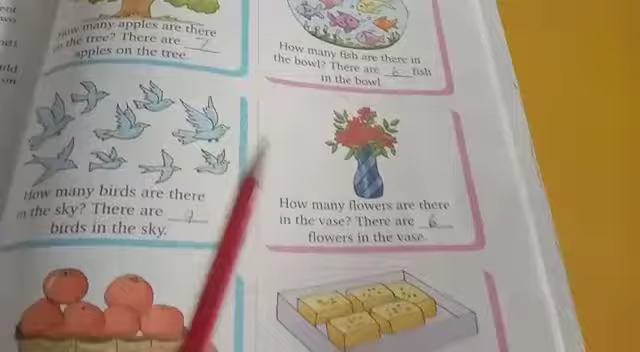 How many apples are there
in the tree? There are 7
apples on the tree.
How many fish are there in
the bowl? There are 6 fish
in the bowl.
How many birds are there
in the sky? There are 9
birds in the sky.
How many flowers are there
in the vase? There are 6
flowers in the vase.